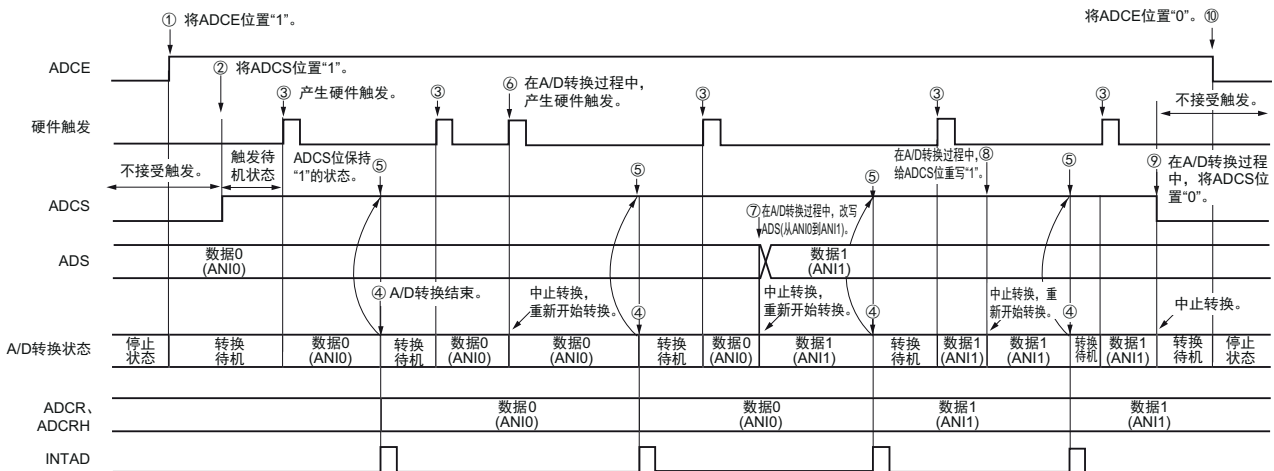 ① 将ADCE位置“1”。
将ADCE位置“0”。⑩
ADCE
② 将ADCS位置“1”。
③ 产生硬件触发。
③
⑥ 在A/D转换过程中，
产生硬件触发。
③
③
③
不接受触发。
硬件触发
不接受触发。
触发待
机状态
ADCS位保持
“1”的状态。
⑤
⑤
⑤
在A/D转换过程中，⑧
给ADCS位重写“1”。
⑤
⑨ 在A/D转换过程
中，将ADCS位
置“0”。
ADCS
⑦在A/D转换过程中，改写
ADS(从ANI0到ANI1)。
ADS
数据0
(ANI0)
数据1
(ANI1)
④ A/D转换结束。
中止转换，
重新开始转换。
④
中止转换，
重新开始转换。
④
中止转换，重
新开始转换。
④
中止转换。
A/D转换状态
停止
状态
转换
待机
数据0
(ANI0)
转换
待机
数据0
(ANI0)
数据0
(ANI0)
转换
待机
数据0
(ANI0)
数据1
(ANI1)
转换
待机
数据1
(ANI1)
数据1
(ANI1)
转换
待机
数据1
(ANI1)
转换
待机
停止
状态
ADCR、
ADCRH
数据0
(ANI0)
数据0
(ANI0)
数据1
(ANI1)
数据1
(ANI1)
INTAD